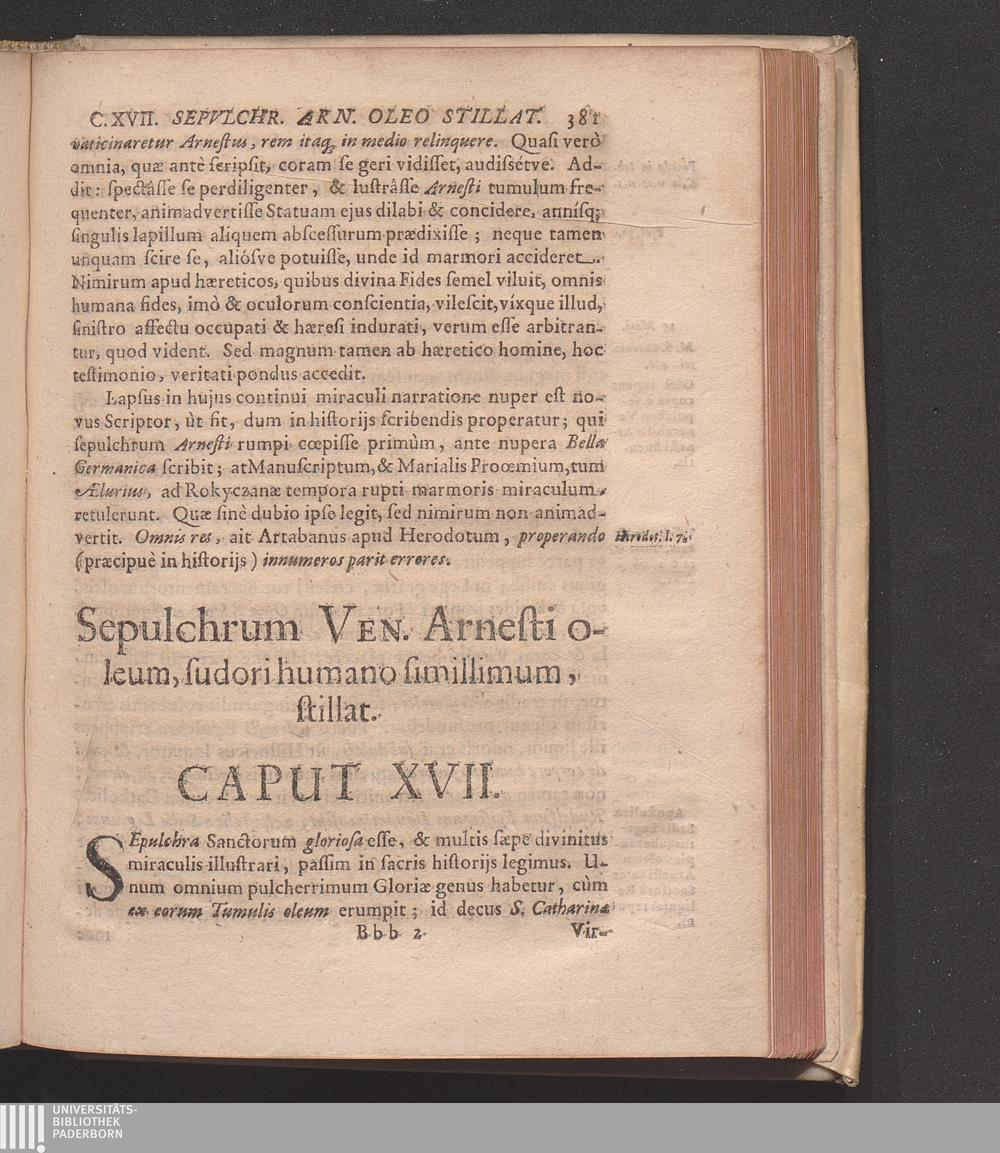 C. XVII. SEPVLCHR. ARN. OLEO STILLAT. 381
vaticinaretur Arnestus, rem itaq; in medio relinquere. Quasi verò
omnia, quæ antè scripsit, coram se geri vidisset, audissétve. Ad-
dit: spectâsse se perdiligenter, & lustrâsse Arnesti tumulum fre-
quenter, animadvertisse Statuam ejus dilabi & concidere, annísq;
singulis lapillum aliquem abscessurum prædixisse; neque tamen
unquam scire se, aliósve potuisse, unde id marmori accideret.
Nimirum apud hæreticos, quibus divina Fides semel viluit, omnis
humana fides, imò & oculorum conscientia, vilescit, víxque illud,
sinistro affectu occupati & hæresi indurati, verum esse arbitran-
tur, quod vident. Sed magnum tamen ab hæretico homine, hoc
testimonio, veritati pondus accedit.
Lapsus in hujus continui miraculi narratione nuper est no-
vus Scriptor, ùt fit, dum in historijs scribendis properatur; qui
sepulchrum Arnesti rumpi cœpisse primùm, ante nupera Bella
Germanica scribit; at Manuscriptum, & Marialis Proœmium, tum
Ælurius, ad Rokyczanæ tempora rupti marmoris miraculum
retulerunt. Quæ sinè dubio ipse legit, sed nimirum non animad-
vertit. Omnis res, ait Artabanus apud Herodotum, properando
Herodot. l. 7.
(præcipuè in historijs) innumeros parit errores.
Sepulchrum VEN. Arnesti o-
leum, sudori humano simillimum,
stillat.
CAPUT XVII.
SEpulchra Sanctorum gloriosa esse, & multis sæpe divinitus
miraculis illustrari, passim in sacris historijs legimus. U-
num omnium pulcherrimum Gloriæ genus habetur, cùm
ex eorum Tumulis oleum erumpit; id decus S. Catharinæ
Bbb 2 Vir-
UNIVERSITÄTS-
BIBLIOTHEK
PADERBORN